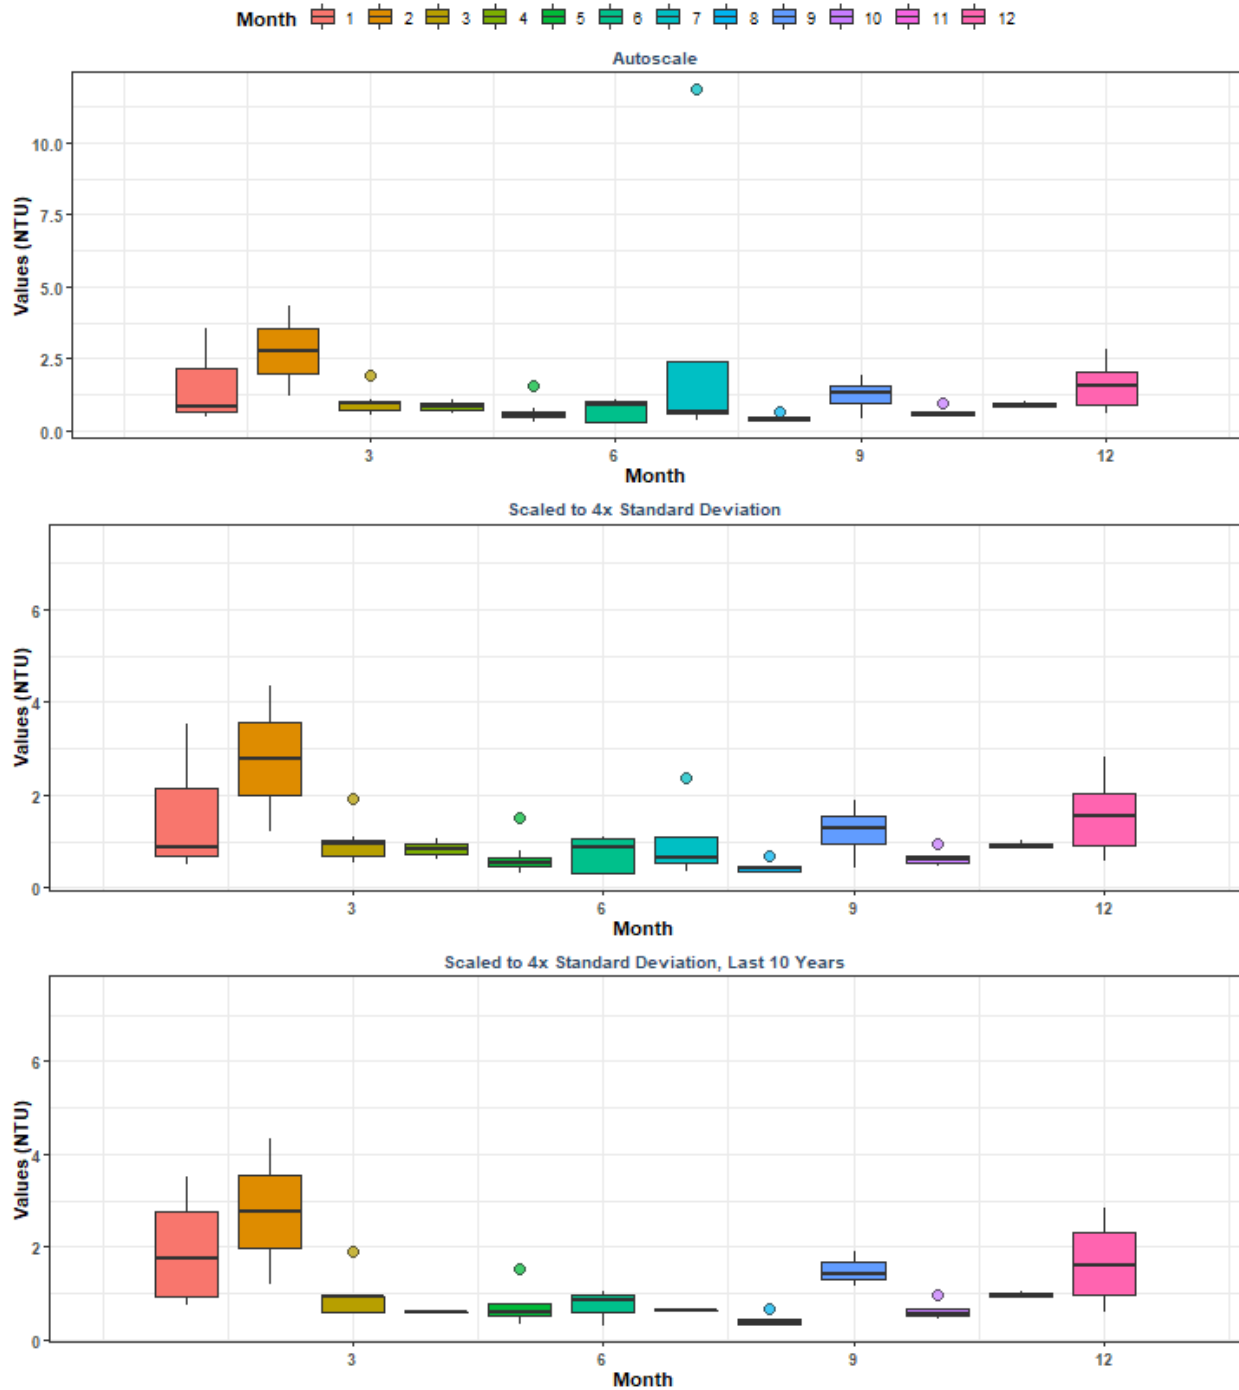 Month 1 2 3 4 5 6 7 8 9 10 11 12
Autoscale
Values (NTU)
10.0
7.5
5.0
2.5
0.0
3 6 9 12
Month
Scaled to 4x Standard Deviation
Values (NTU)
6
4
2
0
3 6 9 12
Month
Scaled to 4x Standard Deviation, Last 10 Years
Values (NTU)
6
4
2
0
3 6 9 12
Month